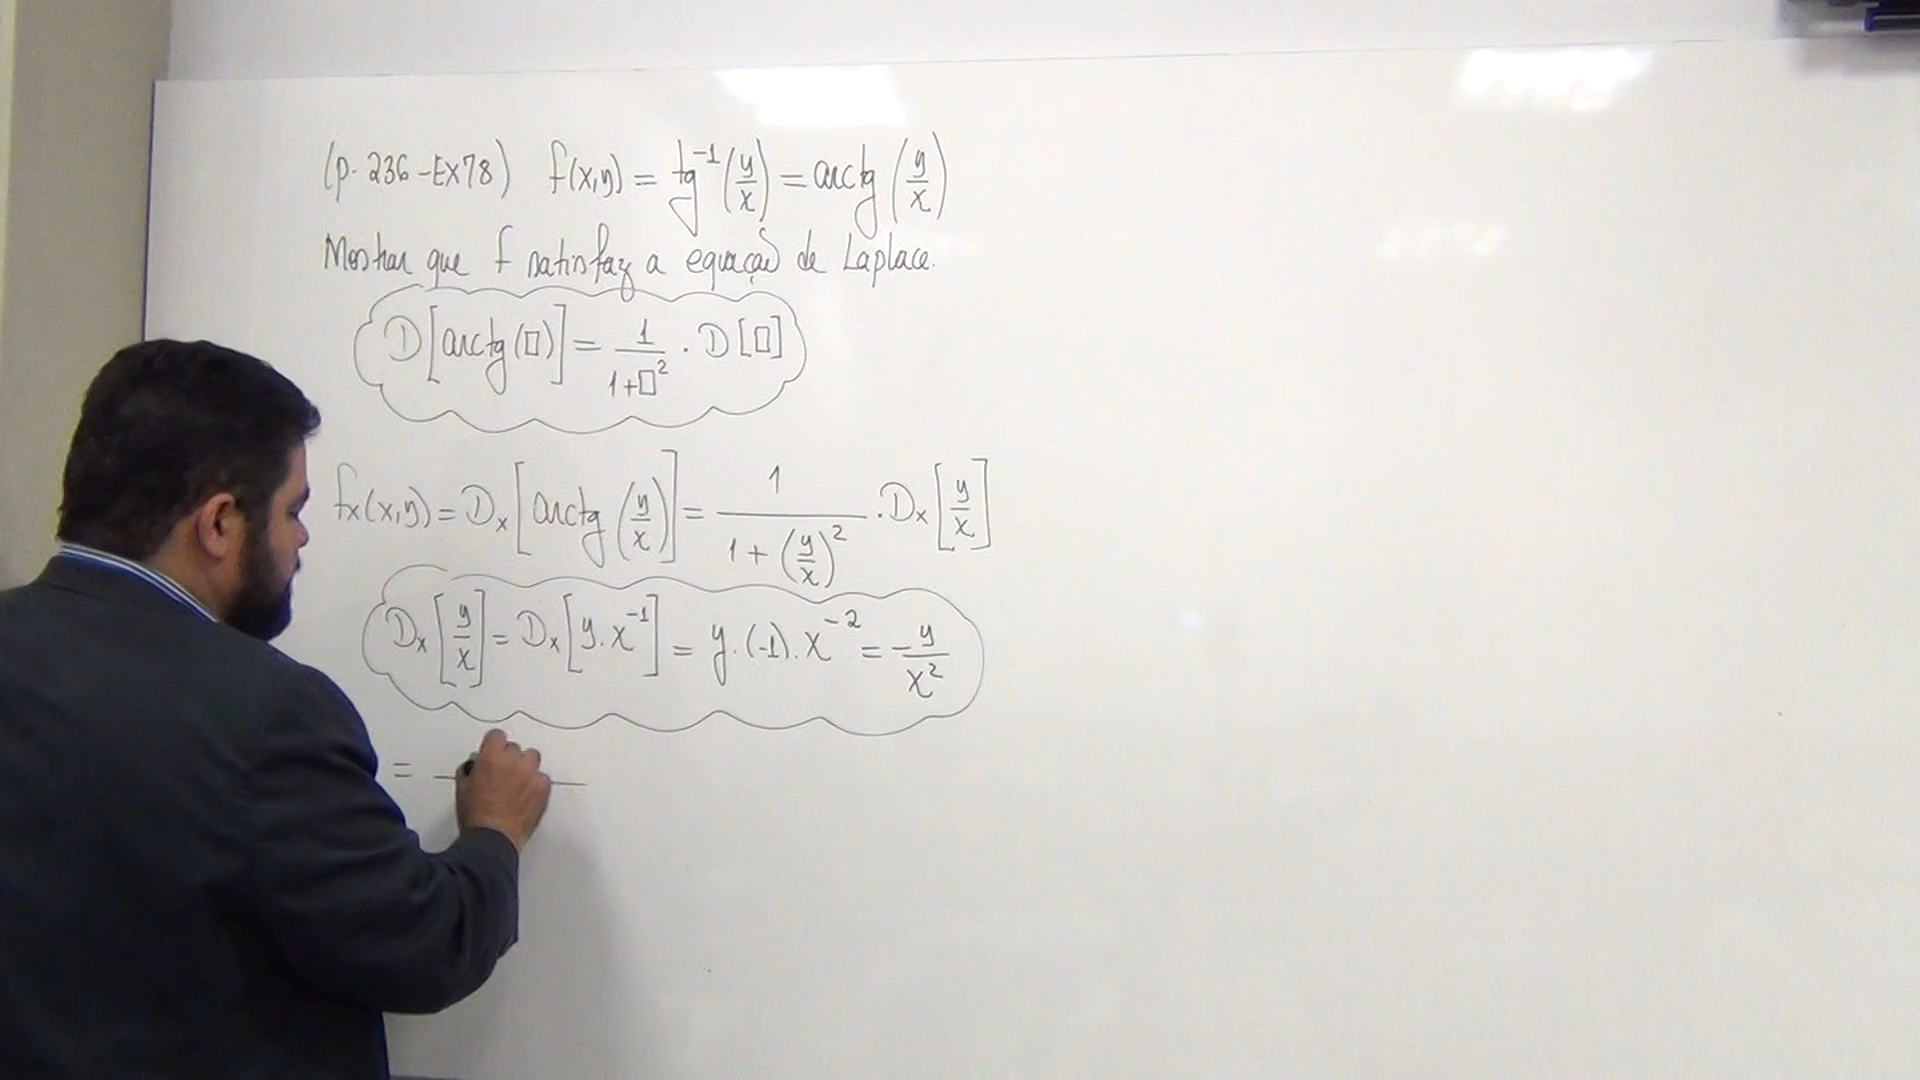 (p. 236 - Ex 78) f(x,y) = tg⁻¹(y/x) = arctg (y/x)
Mostrar que f satisfaz a equação de Laplace.
D[arctg(□)] = 1/(1+□²) · D[□]
fx(x,y) = Dx[arctg (y/x)] = 1/(1 + (y/x)²) · Dx[y/x]
Dx[y/x] = Dx[y · x⁻¹] = y · (-1) · x⁻² = -y/x²
=